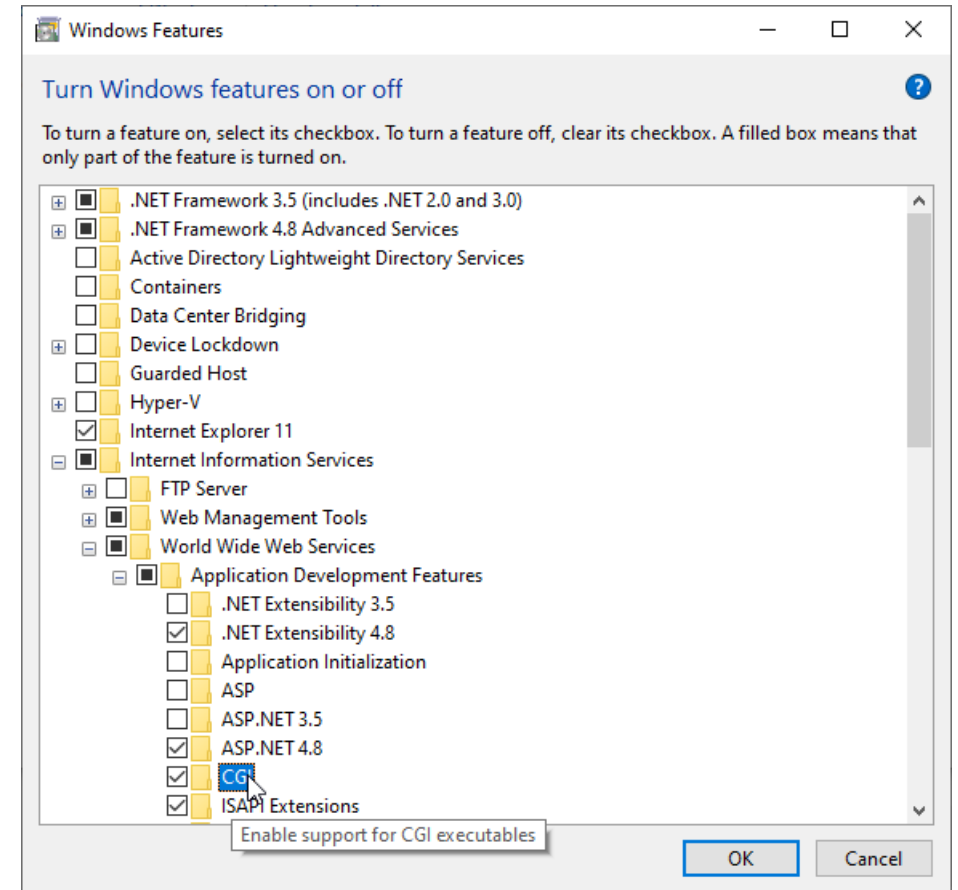 Windows Features
Turn Windows features on or off
?
To turn a feature on, select its checkbox. To turn a feature off, clear its checkbox. A filled box means that
only part of the feature is turned on.
.NET Framework 3.5 (includes .NET 2.0 and 3.0)
.NET Framework 4.8 Advanced Services
Active Directory Lightweight Directory Services
Containers
Data Center Bridging
Device Lockdown
Guarded Host
Hyper-V
Internet Explorer 11
Internet Information Services
FTP Server
Web Management Tools
World Wide Web Services
Application Development Features
.NET Extensibility 3.5
.NET Extensibility 4.8
Application Initialization
ASP
ASP.NET 3.5
ASP.NET 4.8
CGI
ISAPI Extensions
Enable support for CGI executables
OK
Cancel